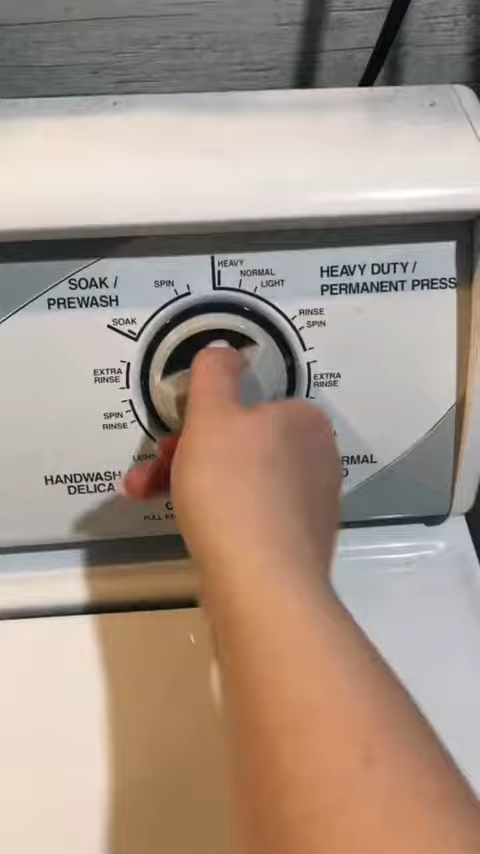 SOAK /
PREWASH
SPIN
HEAVY
NORMAL
LIGHT
HEAVY DUTY /
PERMANENT PRESS
SOAK
RINSE
SPIN
EXTRA
RINSE
EXTRA
RINSE
SPIN
RINSE
LIGHT
HANDWASH